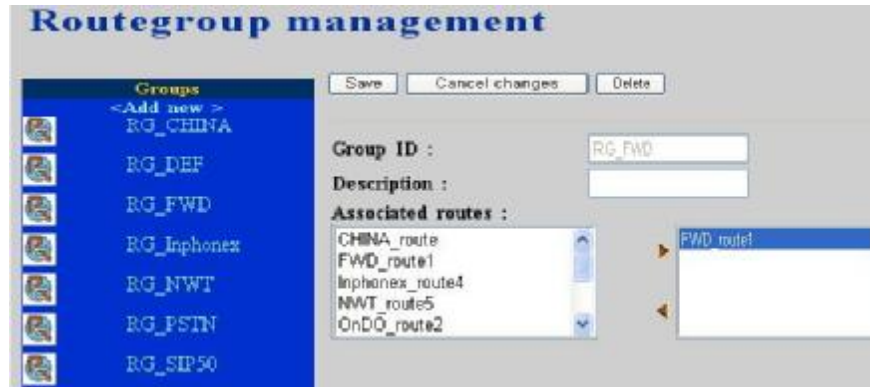 Routegroup management
Groups
<Add new >
RG_CHINA
RG_DEF
RG_FWD
RG_Inphonex
RG_NWT
RG_PSTN
RG_SIP50
Save Cancel changes Delete
Group ID : RG_FWD
Description :
Associated routes :
CHINA_route
FWD_route1
Inphonex_route4
NWT_route5
OnDO_route2
FWD_route1